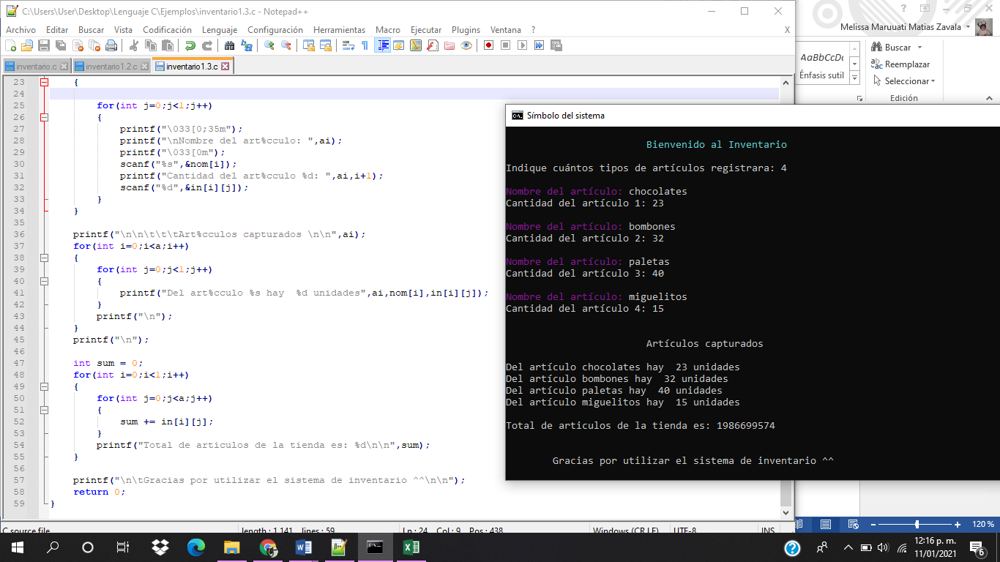 C:\Users\User\Desktop\Lenguaje C\Ejemplos\inventario1.3.c - Notepad++
Archivo Editar Buscar Vista Codificación Lenguaje Configuración Herramientas Macro Ejecutar Plugins Ventana ? X
inventario.c inventario1.2.c inventario1.3.c
23 {
24
25 for(int j=0;j<1;j++)
26 {
27 printf("\033[0;35m");
28 printf("\nNombre del art%cculo: ",ai);
29 printf("\033[0m");
30 scanf("%s",&nom[i]);
31 printf("Cantidad del art%cculo %d: ",ai,i+1);
32 scanf("%d",&in[i][j]);
33 }
34 }
35
36 printf("\n\n\t\t\tArt%cculos capturados \n\n",ai);
37 for(int i=0;i<a;i++)
38 {
39 for(int j=0;j<1;j++)
40 {
41 printf("Del art%cculo %s hay  %d unidades",ai,nom[i],in[i][j]);
42 }
43 printf("\n");
44 }
45 printf("\n");
46
47 int sum = 0;
48 for(int i=0;i<1;i++)
49 {
50 for(int j=0;j<a;j++)
51 {
52 sum += in[i][j];
53 }
54 printf("Total de articulos de la tienda es: %d\n\n",sum);
55 }
56
57 printf("\n\tGracias por utilizar el sistema de inventario ^^\n\n");
58 return 0;
59 }
C source file length : 1,141 lines : 59 Ln : 24 Col : 9 Pos : 438 Windows (CR LF) UTF-8 INS
Melissa Maruuati Matias Zavala
AaBbCcDc
Énfasis sutil
Buscar
Reemplazar
Seleccionar
Edición
Símbolo del sistema
Bienvenido al Inventario
Indique cuántos tipos de artículos registrara: 4
Nombre del artículo: chocolates
Cantidad del artículo 1: 23
Nombre del artículo: bombones
Cantidad del artículo 2: 32
Nombre del artículo: paletas
Cantidad del artículo 3: 40
Nombre del artículo: miguelitos
Cantidad del artículo 4: 15
Artículos capturados
Del artículo chocolates hay  23 unidades
Del artículo bombones hay  32 unidades
Del artículo paletas hay  40 unidades
Del artículo miguelitos hay  15 unidades
Total de articulos de la tienda es: 1986699574
Gracias por utilizar el sistema de inventario ^^
120 %
12:16 p. m.
11/01/2021
6